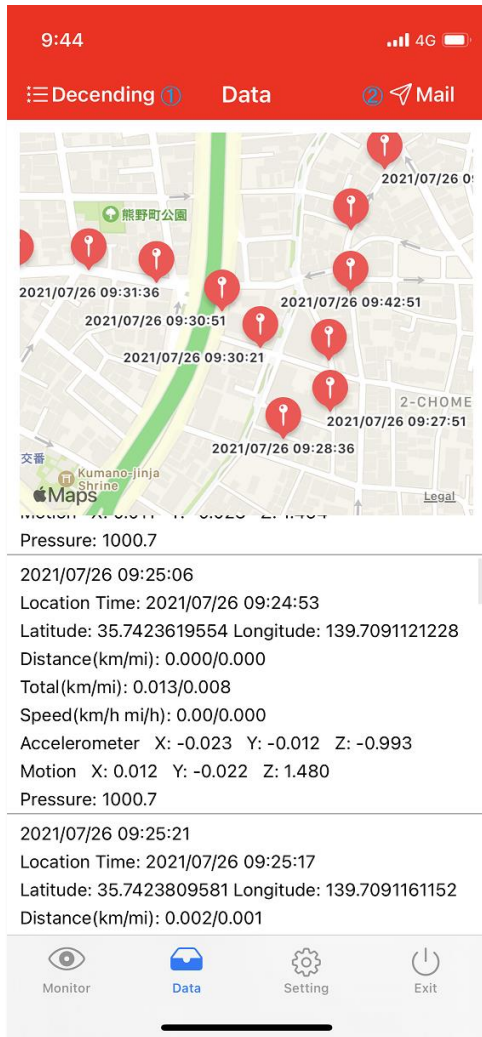 9:44
4G
Decending ① Data ② Mail
2021/07/26 09
熊野町公園
2021/07/26 09:31:36
2021/07/26 09:42:51
2021/07/26 09:30:51
2021/07/26 09:30:21
2-CHOME
2021/07/26 09:27:51
2021/07/26 09:28:36
交番
Kumano-jinja
Shrine
Maps
Legal
Pressure: 1000.7
2021/07/26 09:25:06
Location Time: 2021/07/26 09:24:53
Latitude: 35.7423619554 Longitude: 139.7091121228
Distance(km/mi): 0.000/0.000
Total(km/mi): 0.013/0.008
Speed(km/h mi/h): 0.00/0.000
Accelerometer X: -0.023 Y: -0.012 Z: -0.993
Motion X: 0.012 Y: -0.022 Z: 1.480
Pressure: 1000.7
2021/07/26 09:25:21
Location Time: 2021/07/26 09:25:17
Latitude: 35.7423809581 Longitude: 139.7091161152
Distance(km/mi): 0.002/0.001
Monitor Data Setting Exit